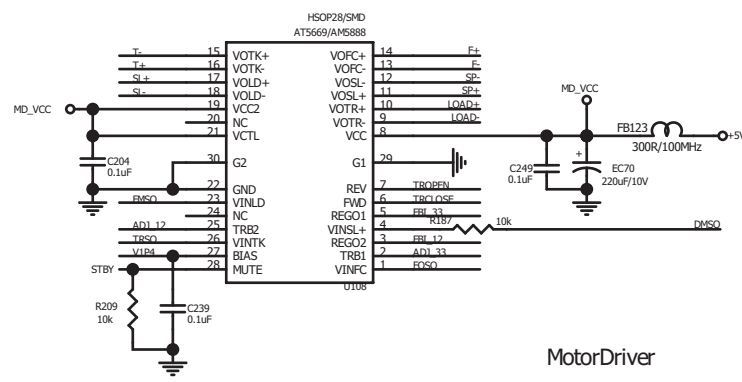 HSOP28/SMD
AT5669/AM5888
T- 15 VOTK+ VOFC+ 14 F+
T+ 16 VOTK- VOFC- 13 F-
SL+ 17 VOLD+ VOSL- 12 SP-
SL- 18 VOLD- VOSL+ 11 SP+
MD_VCC 19 VCC2 VOTR+ 10 LOAD+
20 NC VOTR- 9 LOAD-
21 VCTL VCC 8
MD_VCC
FB123
+5V
300R/100MHz
C204
0.1uF
30 G2 G1 29
C249
0.1uF
+
EC70
220uF/10V
22 GND REV 7 TROPEN
FMSO 23 VINLD FWD 6 TRCLOSE
24 NC REGO1 5 FBI_33
ADJ_12 25 TRB2 VINSL+ 4 R187 10k DMSO
TRSO 26 VINTK REGO2 3 FBI_12
V1P4 27 BIAS TRB1 2 ADJ_33
STBY 28 MUTE VINFC 1 FOSO
U108
R209
10k
C239
0.1uF
MotorDriver